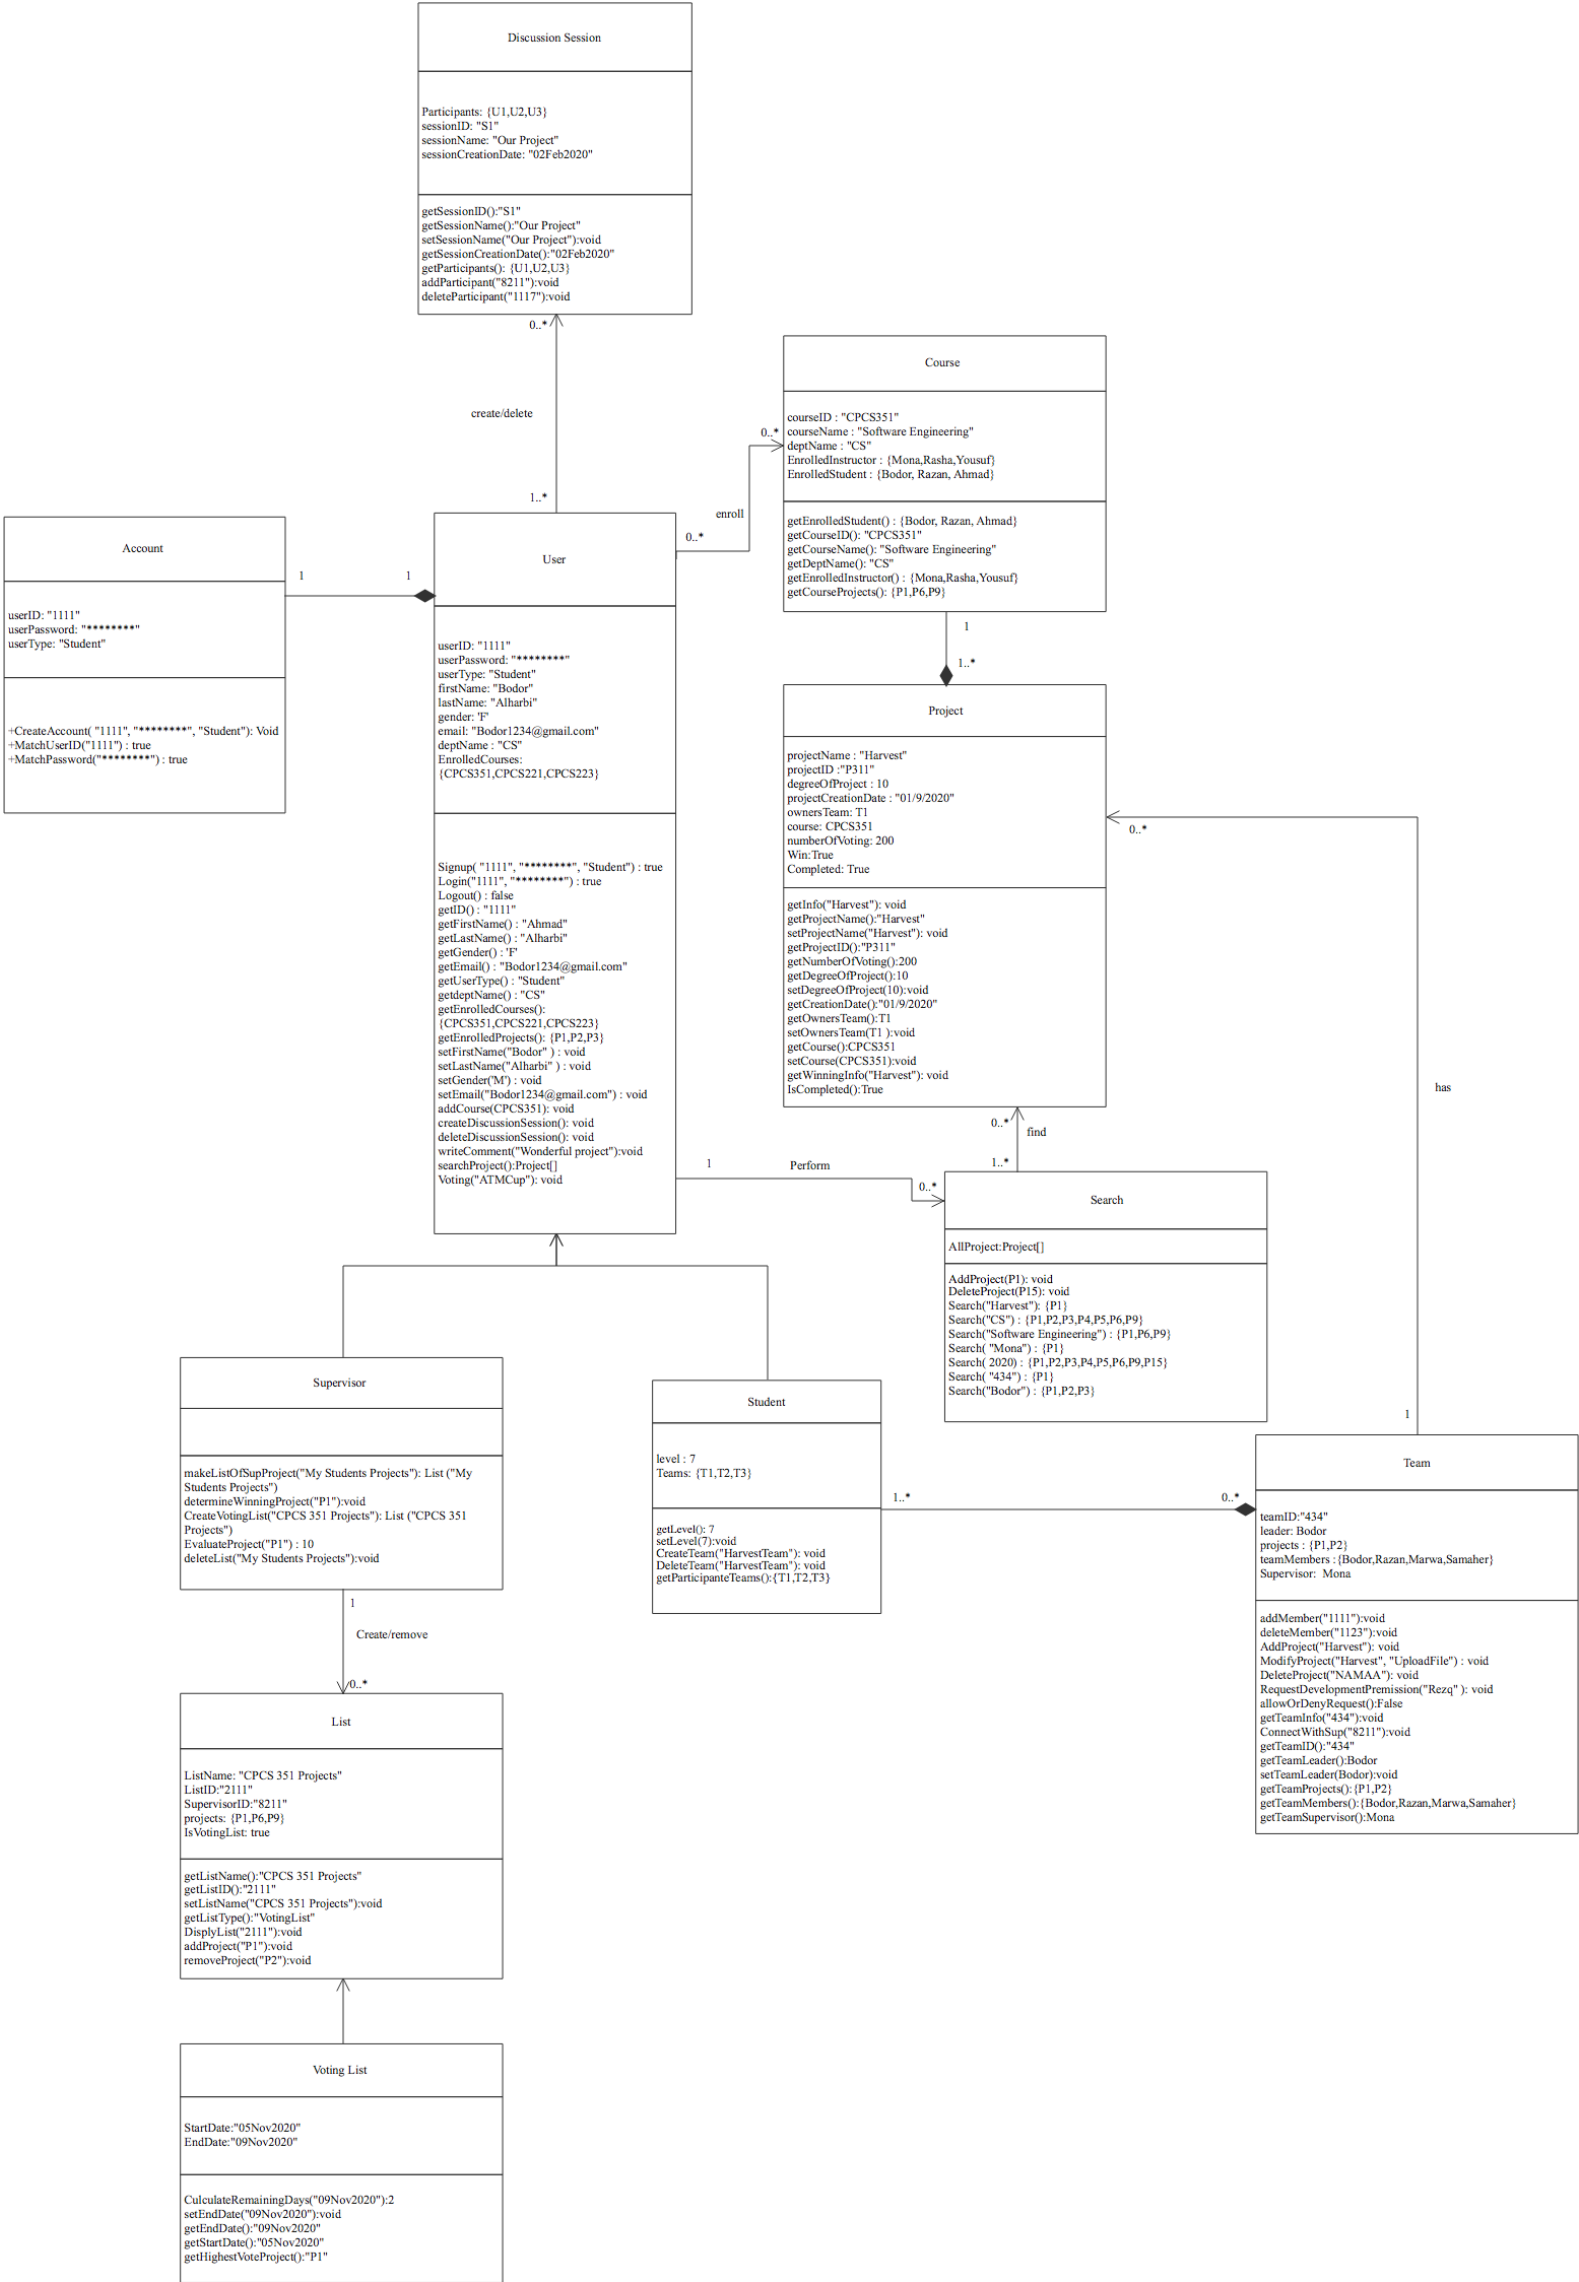 Discussion Session
Participants: {U1,U2,U3}
sessionID: "S1"
sessionName: "Our Project"
sessionCreationDate: "02Feb2020"
getSessionID():"S1"
getSessionName():"Our Project"
setSessionName("Our Project"):void
getSessionCreationDate():"02Feb2020"
getParticipants(): {U1,U2,U3}
addParticipant("8211"):void
deleteParticipant("1117"):void
0..*
create/delete
1..*
Course
courseID : "CPCS351"
courseName : "Software Engineering"
deptName : "CS"
EnrolledInstructor : {Mona,Rasha,Yousuf}
EnrolledStudent : {Bodor, Razan, Ahmad}
getEnrolledStudent() : {Bodor, Razan, Ahmad}
getCourseID(): "CPCS351"
getCourseName(): "Software Engineering"
getDeptName(): "CS"
getEnrolledInstructor() : {Mona,Rasha,Yousuf}
getCourseProjects(): {P1,P6,P9}
0..*
enroll
0..*
Account
userID: "1111"
userPassword: "********"
userType: "Student"
+CreateAccount( "1111", "********", "Student"): Void
+MatchUserID("1111") : true
+MatchPassword("********") : true
1
1
User
userID: "1111"
userPassword: "********"
userType: "Student"
firstName: "Bodor"
lastName: "Alharbi"
gender: 'F'
email: "Bodor1234@gmail.com"
deptName : "CS"
EnrolledCourses:
{CPCS351,CPCS221,CPCS223}
Signup( "1111", "********", "Student") : true
Login("1111", "********") : true
Logout() : false
getID() : "1111"
getFirstName() : "Ahmad"
getLastName() : "Alharbi"
getGender() : 'F'
getEmail() : "Bodor1234@gmail.com"
getUserType() : "Student"
getdeptName() : "CS"
getEnrolledCourses():
{CPCS351,CPCS221,CPCS223}
getEnrolledProjects(): {P1,P2,P3}
setFirstName("Bodor" ) : void
setLastName("Alharbi" ) : void
setGender('M') : void
setEmail("Bodor1234@gmail.com") : void
addCourse(CPCS351): void
createDiscussionSession(): void
deleteDiscussionSession(): void
writeComment("Wonderful project"):void
searchProject():Project[]
Voting("ATMCup"): void
1
1..*
Project
projectName : "Harvest"
projectID :"P311"
degreeOfProject : 10
projectCreationDate : "01/9/2020"
ownersTeam: T1
course: CPCS351
numberOfVoting: 200
Win:True
Completed: True
getInfo("Harvest"): void
getProjectName():"Harvest"
setProjectName("Harvest"): void
getProjectID():"P311"
getNumberOfVoting():200
getDegreeOfProject():10
setDegreeOfProject(10):void
getCreationDate():"01/9/2020"
getOwnersTeam():T1
setOwnersTeam(T1 ):void
getCourse():CPCS351
setCourse(CPCS351):void
getWinningInfo("Harvest"): void
IsCompleted():True
0..*
has
1
0..*
find
1..*
1
Perform
0..*
Search
AllProject:Project[]
AddProject(P1): void
DeleteProject(P15): void
Search("Harvest"): {P1}
Search("CS") : {P1,P2,P3,P4,P5,P6,P9}
Search("Software Engineering") : {P1,P6,P9}
Search( "Mona") : {P1}
Search( 2020) : {P1,P2,P3,P4,P5,P6,P9,P15}
Search( "434") : {P1}
Search("Bodor") : {P1,P2,P3}
Supervisor
makeListOfSupProject("My Students Projects"): List ("My
Students Projects")
determineWinningProject("P1"):void
CreateVotingList("CPCS 351 Projects"): List ("CPCS 351
Projects")
EvaluateProject("P1") : 10
deleteList("My Students Projects"):void
Student
level : 7
Teams: {T1,T2,T3}
getLevel(): 7
setLevel(7):void
CreateTeam("HarvestTeam"): void
DeleteTeam("HarvestTeam"): void
getParticipanteTeams():{T1,T2,T3}
1..*
0..*
Team
teamID:"434"
leader: Bodor
projects : {P1,P2}
teamMembers :{Bodor,Razan,Marwa,Samaher}
Supervisor:  Mona
addMember("1111"):void
deleteMember("1123"):void
AddProject("Harvest"): void
ModifyProject("Harvest", "UploadFile") : void
DeleteProject("NAMAA"): void
RequestDevelopmentPremission("Rezq" ): void
allowOrDenyRequest():False
getTeamInfo("434"):void
ConnectWithSup("8211"):void
getTeamID():"434"
getTeamLeader():Bodor
setTeamLeader(Bodor):void
getTeamProjects():{P1,P2}
getTeamMembers():{Bodor,Razan,Marwa,Samaher}
getTeamSupervisor():Mona
1
Create/remove
0..*
List
ListName: "CPCS 351 Projects"
ListID:"2111"
SupervisorID:"8211"
projects: {P1,P6,P9}
IsVotingList: true
getListName():"CPCS 351 Projects"
getListID():"2111"
setListName("CPCS 351 Projects"):void
getListType():"VotingList"
DisplyList("2111"):void
addProject("P1"):void
removeProject("P2"):void
Voting List
StartDate:"05Nov2020"
EndDate:"09Nov2020"
CulculateRemainingDays("09Nov2020"):2
setEndDate("09Nov2020"):void
getEndDate():"09Nov2020"
getStartDate():"05Nov2020"
getHighestVoteProject():"P1"